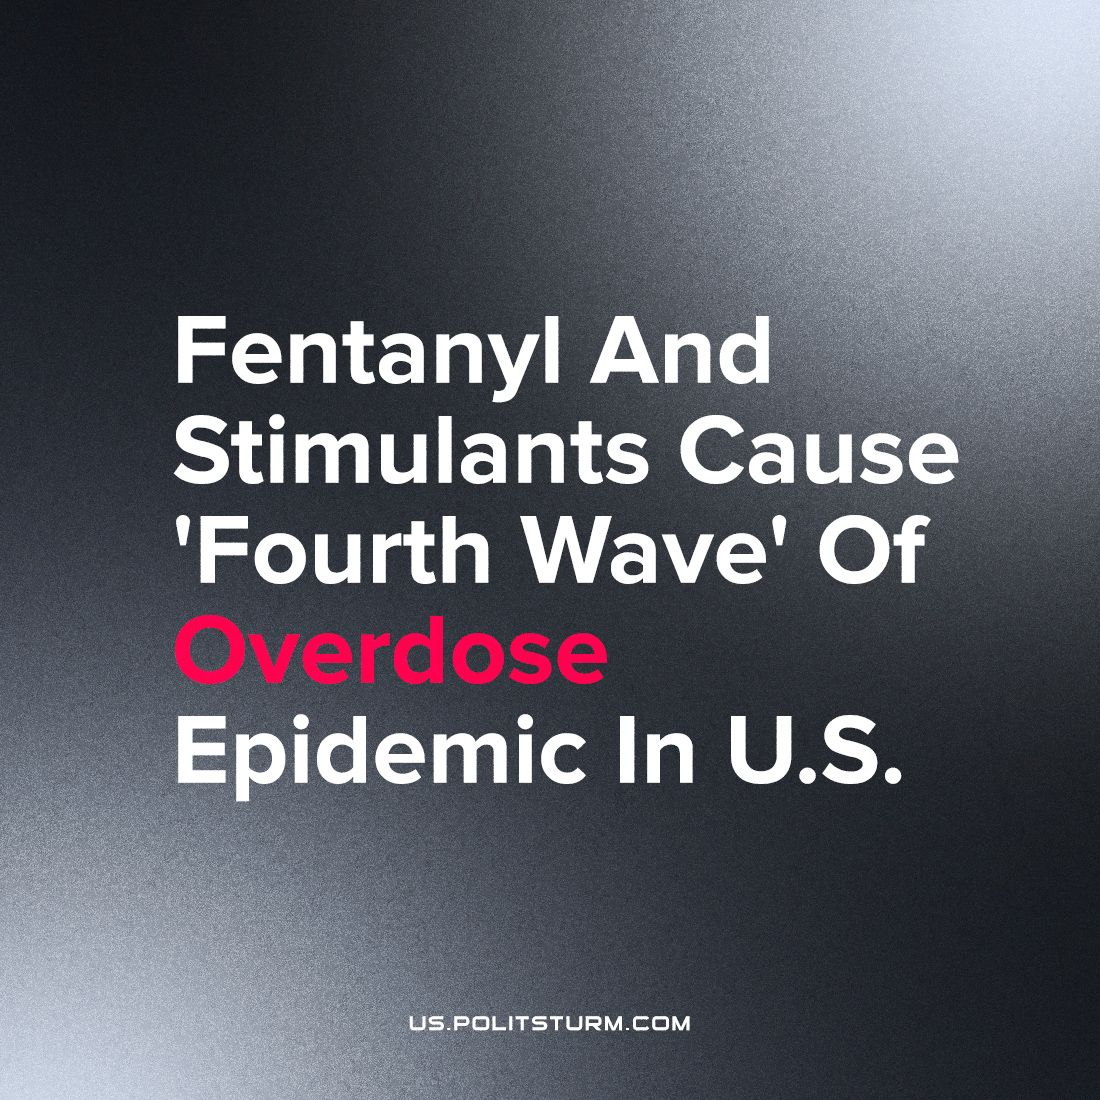 Fentanyl And
Stimulants Cause
'Fourth Wave' Of
Overdose
Epidemic In U.S.
US.POLITSTURM.COM